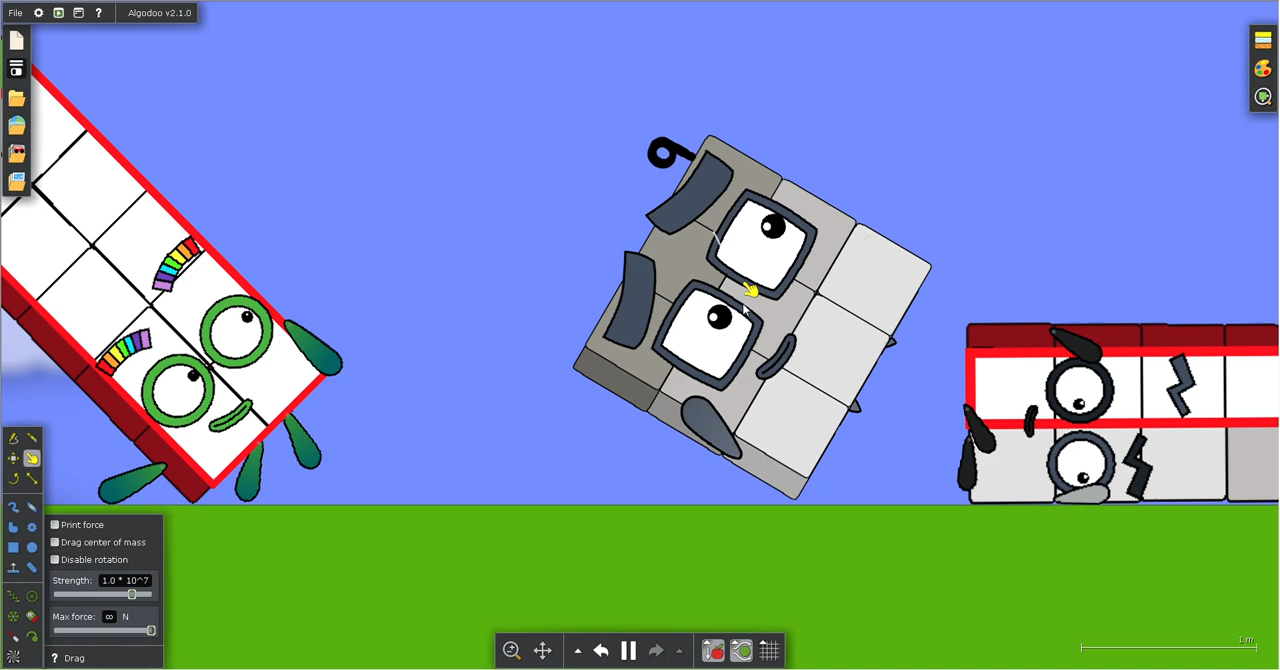 File ? Algodoo v2.1.0
9
Print force
Drag center of mass
Disable rotation
Strength: 1.0 * 10^7
Max force: ∞ N
? Drag
1 m